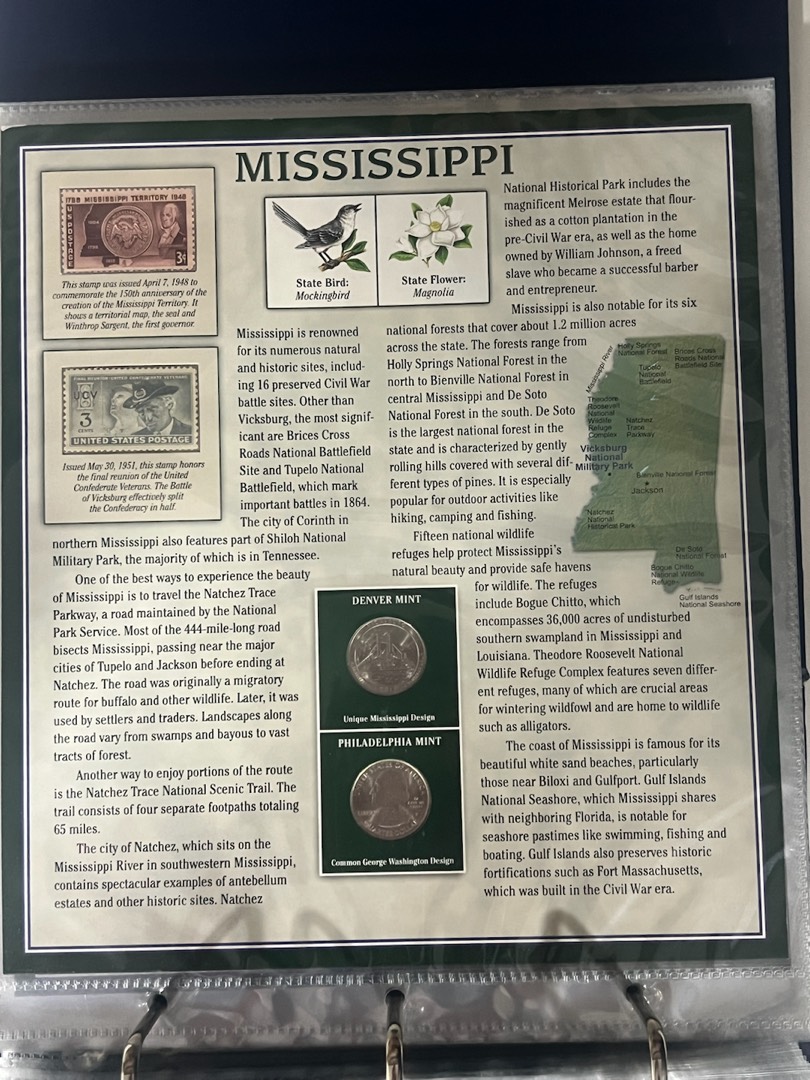 MISSISSIPPI
1798 MISSISSIPPI TERRITORY 1948
U.S. POSTAGE
3¢
This stamp was issued April 7, 1948 to
commemorate the 150th anniversary of the
creation of the Mississippi Territory. It
shows a territorial map, the seal and
Winthrop Sargent, the first governor.
FINAL REUNION UNITED CONFEDERATE VETERANS
UCV
3
CENTS
UNITED STATES POSTAGE
Issued May 30, 1951, this stamp honors
the final reunion of the United
Confederate Veterans. The Battle
of Vicksburg effectively split
the Confederacy in half.
State Bird:
Mockingbird
State Flower:
Magnolia
Mississippi is renowned
for its numerous natural
and historic sites, includ-
ing 16 preserved Civil War
battle sites. Other than
Vicksburg, the most signif-
icant are Brices Cross
Roads National Battlefield
Site and Tupelo National
Battlefield, which mark
important battles in 1864.
The city of Corinth in
northern Mississippi also features part of Shiloh National
Military Park, the majority of which is in Tennessee.
One of the best ways to experience the beauty
of Mississippi is to travel the Natchez Trace
Parkway, a road maintained by the National
Park Service. Most of the 444-mile-long road
bisects Mississippi, passing near the major
cities of Tupelo and Jackson before ending at
Natchez. The road was originally a migratory
route for buffalo and other wildlife. Later, it was
used by settlers and traders. Landscapes along
the road vary from swamps and bayous to vast
tracts of forest.
Another way to enjoy portions of the route
is the Natchez Trace National Scenic Trail. The
trail consists of four separate footpaths totaling
65 miles.
The city of Natchez, which sits on the
Mississippi River in southwestern Mississippi,
contains spectacular examples of antebellum
estates and other historic sites. Natchez
National Historical Park includes the
magnificent Melrose estate that flour-
ished as a cotton plantation in the
pre-Civil War era, as well as the home
owned by William Johnson, a freed
slave who became a successful barber
and entrepreneur.
Mississippi is also notable for its six
national forests that cover about 1.2 million acres
across the state. The forests range from
Holly Springs National Forest in the
north to Bienville National Forest in
central Mississippi and De Soto
National Forest in the south. De Soto
is the largest national forest in the
state and is characterized by gently
rolling hills covered with several dif-
ferent types of pines. It is especially
popular for outdoor activities like
hiking, camping and fishing.
Fifteen national wildlife
refuges help protect Mississippi's
natural beauty and provide safe havens
for wildlife. The refuges
include Bogue Chitto, which
encompasses 36,000 acres of undisturbed
southern swampland in Mississippi and
Louisiana. Theodore Roosevelt National
Wildlife Refuge Complex features seven differ-
ent refuges, many of which are crucial areas
for wintering wildfowl and are home to wildlife
such as alligators.
The coast of Mississippi is famous for its
beautiful white sand beaches, particularly
those near Biloxi and Gulfport. Gulf Islands
National Seashore, which Mississippi shares
with neighboring Florida, is notable for
seashore pastimes like swimming, fishing and
boating. Gulf Islands also preserves historic
fortifications such as Fort Massachusetts,
which was built in the Civil War era.
Mississippi River
Holly Springs
National Forest
Brices Cross
Roads National
Battlefield Site
Tupelo
National
Battlefield
Theodore
Roosevelt
National
Wildlife
Refuge
Complex
Natchez
Trace
Parkway
Vicksburg
National
Military Park
Bienville National Forest
Jackson
Natchez
National
Historical Park
De Soto
National Forest
Bogue Chitto
National Wildlife
Refuge
Gulf Islands
National Seashore
DENVER MINT
Unique Mississippi Design
PHILADELPHIA MINT
Common George Washington Design